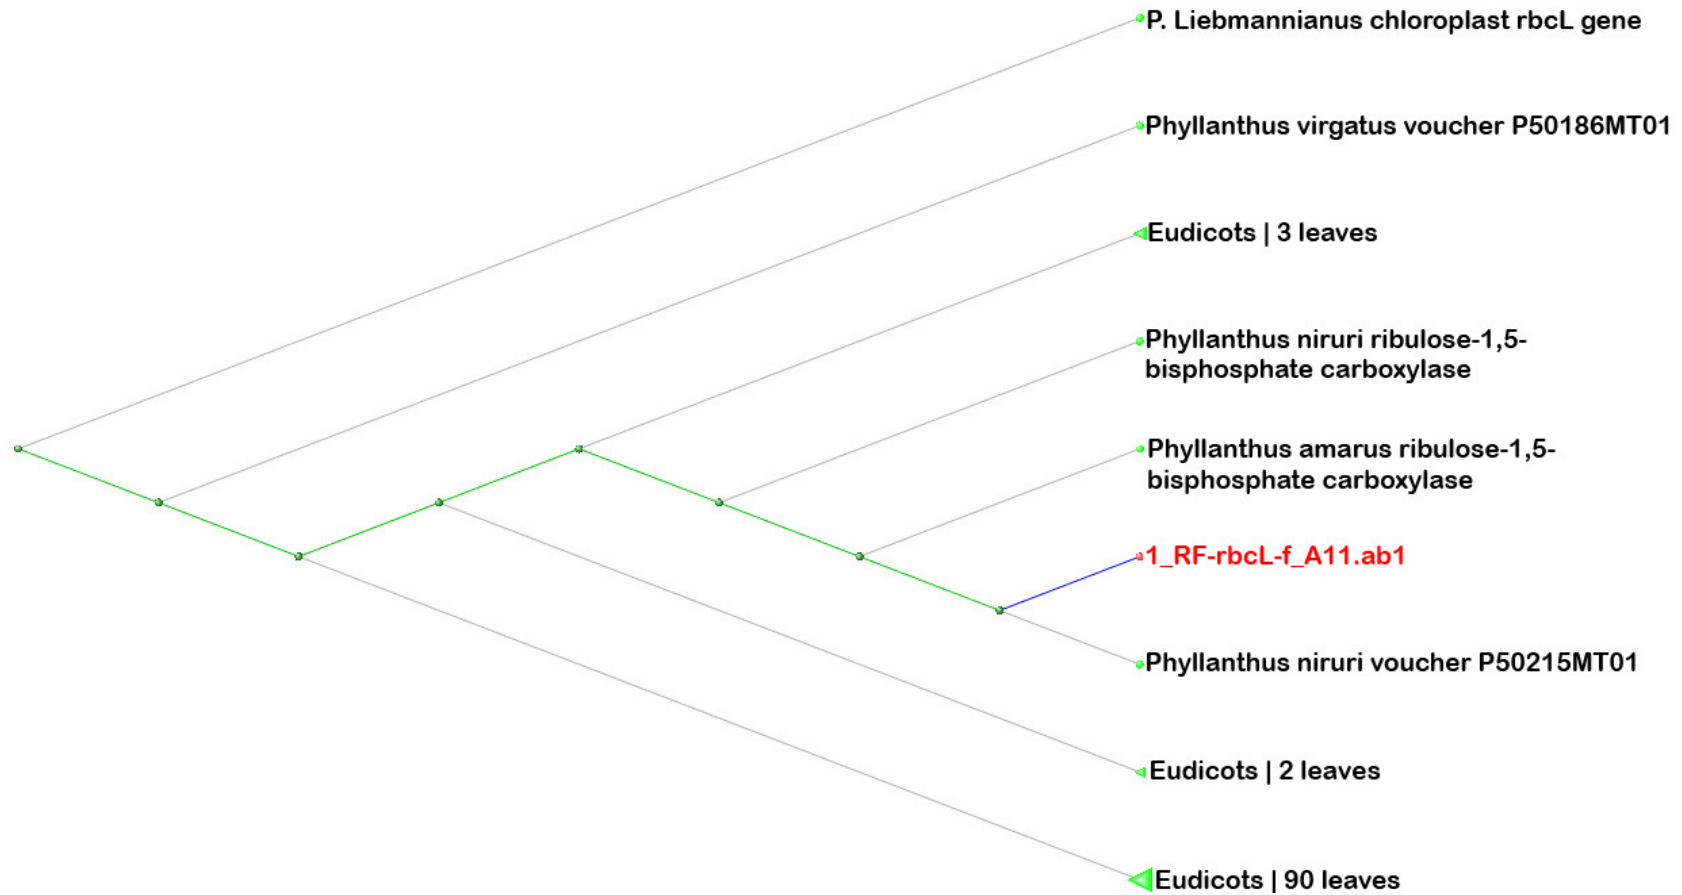 P. Liebmannianus chloroplast rbcL gene
Phyllanthus virgatus voucher P50186MT01
Eudicots | 3 leaves
Phyllanthus niruri ribulose-1,5-
bisphosphate carboxylase
Phyllanthus amarus ribulose-1,5-
bisphosphate carboxylase
1_RF-rbcL-f_A11.ab1
Phyllanthus niruri voucher P50215MT01
Eudicots | 2 leaves
Eudicots | 90 leaves